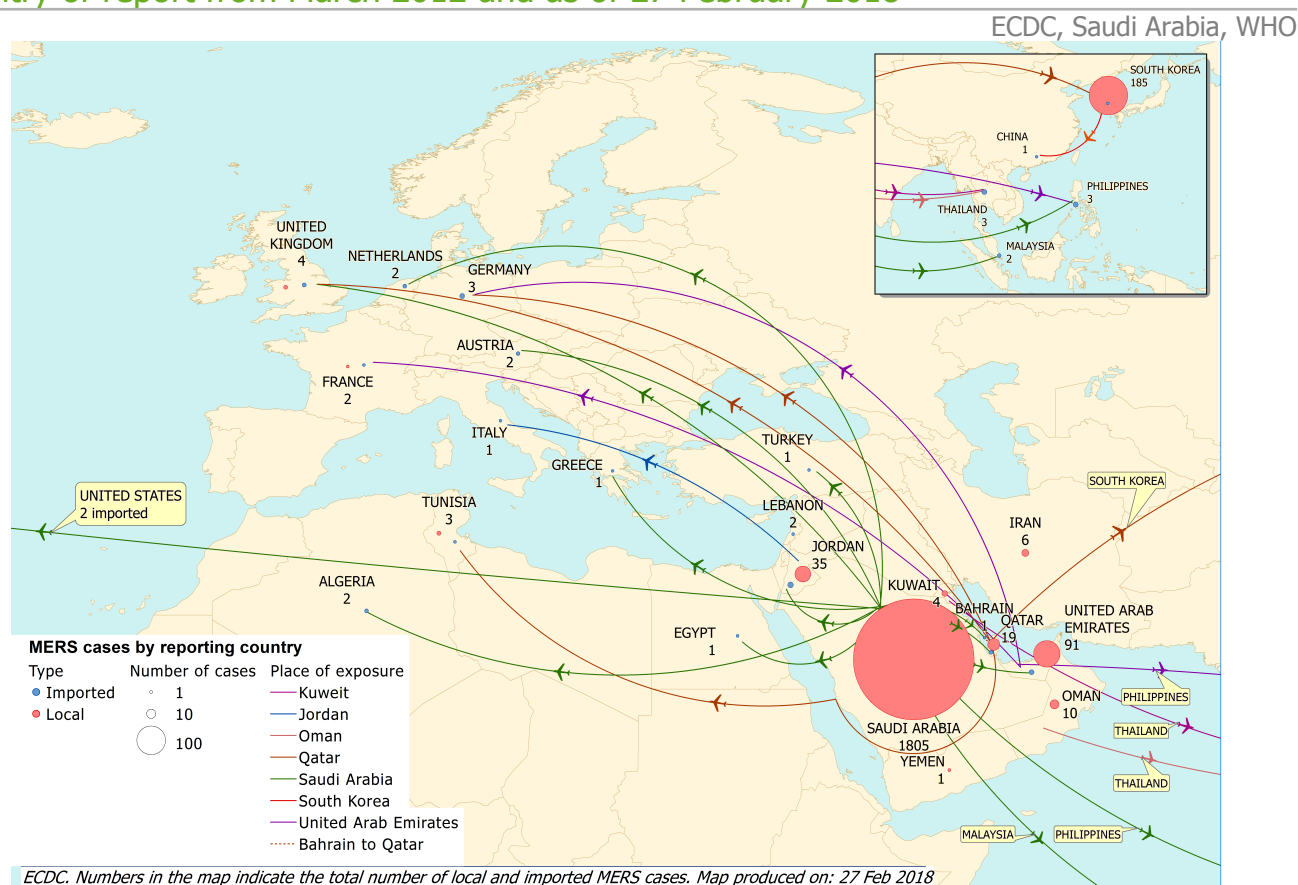 ECDC, Saudi Arabia, WHO
SOUTH KOREA
185
CHINA
1
PHILIPPINES
3
THAILAND
3
MALAYSIA
2
UNITED
KINGDOM
4
NETHERLANDS
2
GERMANY
3
AUSTRIA
2
FRANCE
2
ITALY
1
GREECE
1
TURKEY
1
LEBANON
2
JORDAN
35
IRAN
6
SOUTH KOREA
UNITED STATES
2 imported
TUNISIA
3
ALGERIA
2
EGYPT
1
KUWAIT
4
BAHRAIN
1
QATAR
19
UNITED ARAB
EMIRATES
91
OMAN
10
SAUDI ARABIA
1805
YEMEN
1
PHILIPPINES
THAILAND
THAILAND
MALAYSIA
PHILIPPINES
MERS cases by reporting country
Type
Imported
Local
Number of cases
1
10
100
Place of exposure
Kuweit
Jordan
Oman
Qatar
Saudi Arabia
South Korea
United Arab Emirates
Bahrain to Qatar
ECDC. Numbers in the map indicate the total number of local and imported MERS cases. Map produced on: 27 Feb 2018